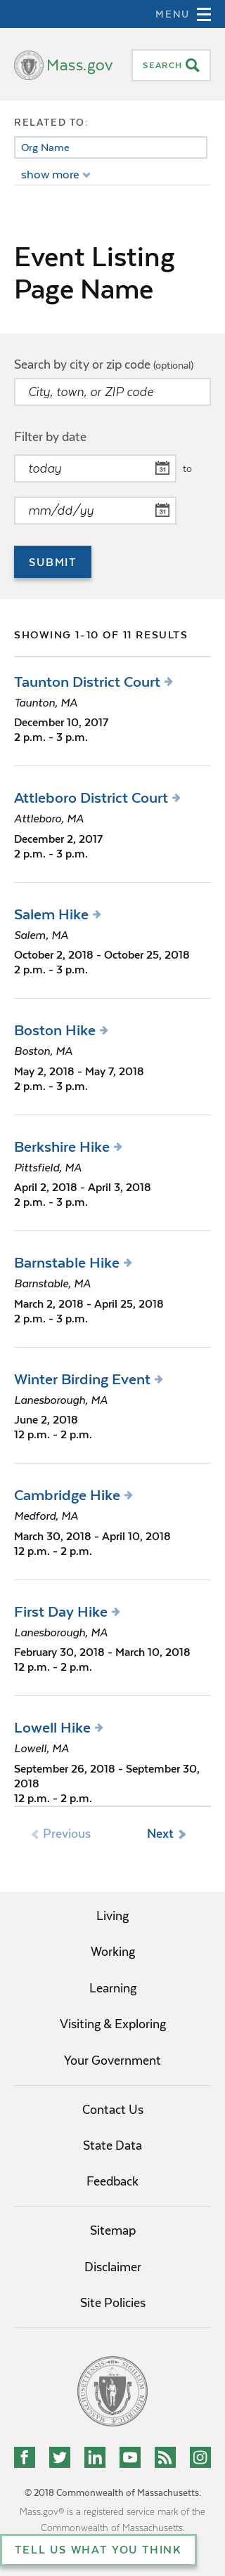 MENU
Mass.gov
SEARCH
RELATED TO:
Org Name
show more
Event Listing
Page Name
Search by city or zip code (optional)
City, town, or ZIP code
Filter by date
today
31
to
mm/dd/yy
31
SUBMIT
SHOWING 1-10 OF 11 RESULTS
Taunton District Court
Taunton, MA
December 10, 2017
2 p.m. - 3 p.m.
Attleboro District Court
Attleboro, MA
December 2, 2017
2 p.m. - 3 p.m.
Salem Hike
Salem, MA
October 2, 2018 - October 25, 2018
2 p.m. - 3 p.m.
Boston Hike
Boston, MA
May 2, 2018 - May 7, 2018
2 p.m. - 3 p.m.
Berkshire Hike
Pittsfield, MA
April 2, 2018 - April 3, 2018
2 p.m. - 3 p.m.
Barnstable Hike
Barnstable, MA
March 2, 2018 - April 25, 2018
2 p.m. - 3 p.m.
Winter Birding Event
Lanesborough, MA
June 2, 2018
12 p.m. - 2 p.m.
Cambridge Hike
Medford, MA
March 30, 2018 - April 10, 2018
12 p.m. - 2 p.m.
First Day Hike
Lanesborough, MA
February 30, 2018 - March 10, 2018
12 p.m. - 2 p.m.
Lowell Hike
Lowell, MA
September 26, 2018 - September 30,
2018
12 p.m. - 2 p.m.
Previous
Next
Living
Working
Learning
Visiting & Exploring
Your Government
Contact Us
State Data
Feedback
Sitemap
Disclaimer
Site Policies
© 2018 Commonwealth of Massachusetts.
Mass.gov® is a registered service mark of the
Commonwealth of Massachusetts.
TELL US WHAT YOU THINK